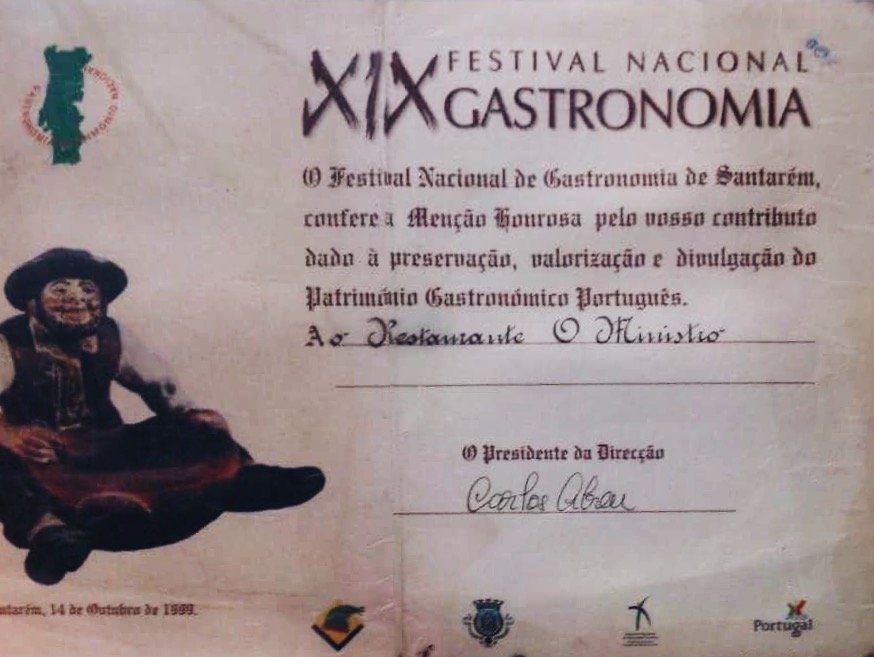 XIX FESTIVAL NACIONAL
GASTRONOMIA
O Festival Nacional de Gastronomia de Santarém,
confere a Menção Honrosa pelo vosso contributo
dado à preservação, valorização e divulgação do
Património Gastronómico Português.
Ao Restaurante O Ministro
O Presidente da Direcção
Carlos Abreu
ntarém, 14 de Outubro de 1999.
Portugal